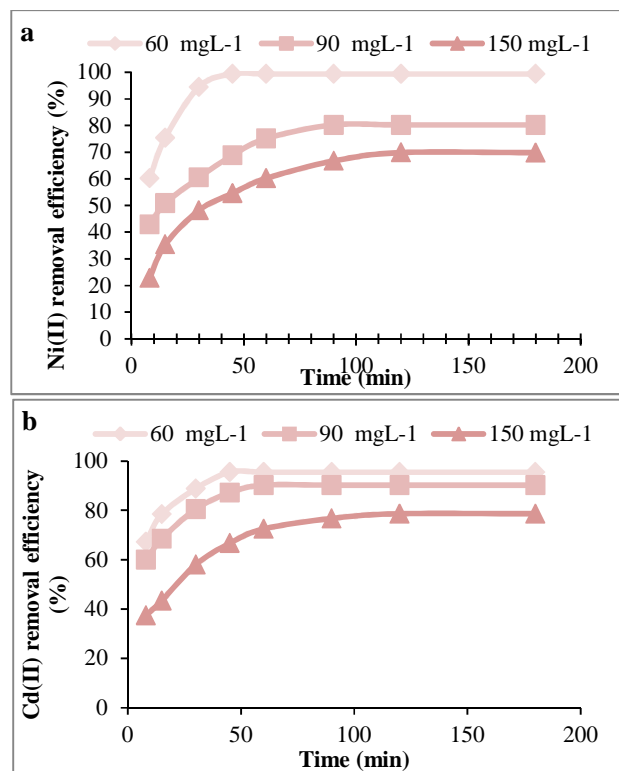 a
60 mgL-1 90 mgL-1 150 mgL-1
100
90
80
70
60
50
40
30
20
10
0
Ni(II) removal efficiency (%)
0 50 100 150 200
Time (min)
b
60 mgL-1 90 mgL-1 150 mgL-1
100
80
60
40
20
0
Cd(II) removal efficiency
(%)
0 50 100 150 200
Time (min)